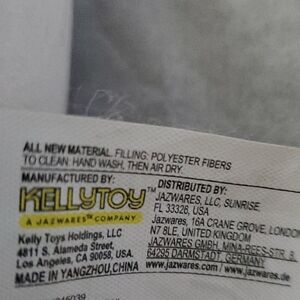 ALL NEW MATERIAL. FILLING: POLYESTER FIBERS
TO CLEAN: HAND WASH, THEN AIR DRY.
MANUFACTURED BY:
KELLYTOY™
A JAZWARES℠ COMPANY
Kelly Toys Holdings, LLC
4811 S. Alameda Street,
Los Angeles, CA 90058
MADE IN YANGZHOU, CHINA
DISTRIBUTED BY:
JAZWARES, LLC, SUNRISE
FL 33326, USA
Jazwares, 16A CRANE GROVE, LONDON
N7 8LE, UNITED KINGDOM
JAZWARES GMBH, MINA-REES-STR. 8,
64295 DARMSTADT, GERMANY
www.jazwares.com | www.jazwares.de